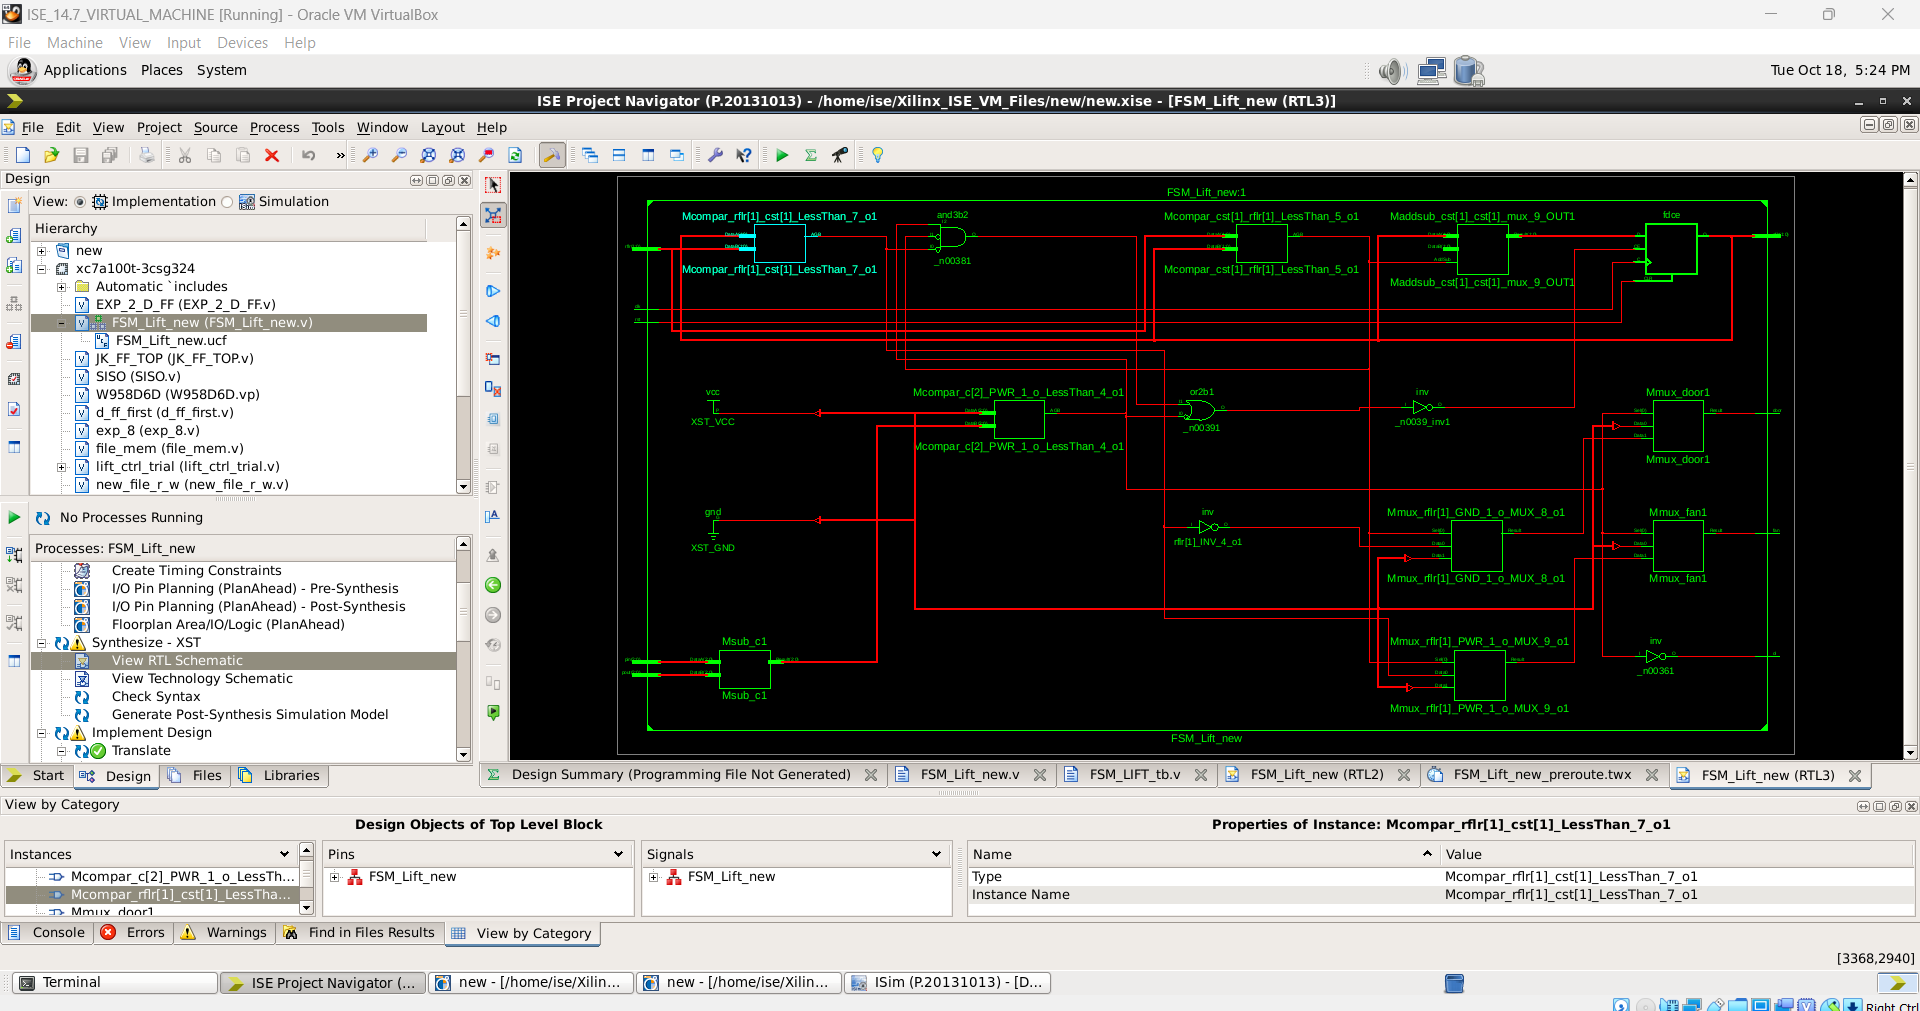 ISE_14.7_VIRTUAL_MACHINE [Running] - Oracle VM VirtualBox
File Machine View Input Devices Help
Applications Places System
Tue Oct 18, 5:24 PM
ISE Project Navigator (P.20131013) - /home/ise/Xilinx_ISE_VM_Files/new/new.xise - [FSM_Lift_new (RTL3)]
File Edit View Project Source Process Tools Window Layout Help
»
Design
View: Implementation Simulation
Hierarchy
new
xc7a100t-3csg324
Automatic `includes
EXP_2_D_FF (EXP_2_D_FF.v)
FSM_Lift_new (FSM_Lift_new.v)
FSM_Lift_new.ucf
JK_FF_TOP (JK_FF_TOP.v)
SISO (SISO.v)
W958D6D (W958D6D.vp)
d_ff_first (d_ff_first.v)
exp_8 (exp_8.v)
file_mem (file_mem.v)
lift_ctrl_trial (lift_ctrl_trial.v)
new_file_r_w (new_file_r_w.v)
No Processes Running
Processes: FSM_Lift_new
Create Timing Constraints
I/O Pin Planning (PlanAhead) - Pre-Synthesis
I/O Pin Planning (PlanAhead) - Post-Synthesis
Floorplan Area/IO/Logic (PlanAhead)
Synthesize - XST
View RTL Schematic
View Technology Schematic
Check Syntax
Generate Post-Synthesis Simulation Model
Implement Design
Translate
Start Design Files Libraries
FSM_Lift_new:1
Mcompar_rflr[1]_cst[1]_LessThan_7_o1
and3b2
Mcompar_cst[1]_rflr[1]_LessThan_5_o1
Maddsub_cst[1]_cst[1]_mux_9_OUT1
fdce
_n00381
Mcompar_rflr[1]_cst[1]_LessThan_7_o1
Mcompar_cst[1]_rflr[1]_LessThan_5_o1
Maddsub_cst[1]_cst[1]_mux_9_OUT1
vcc
Mcompar_c[2]_PWR_1_o_LessThan_4_o1
or2b1
inv
Mmux_door1
XST_VCC
_n00391
_n0039_inv1
Mcompar_c[2]_PWR_1_o_LessThan_4_o1
Mmux_door1
gnd
inv
Mmux_rflr[1]_GND_1_o_MUX_8_o1
Mmux_fan1
XST_GND
rflr[1]_INV_4_o1
Mmux_rflr[1]_GND_1_o_MUX_8_o1
Mmux_fan1
Msub_c1
Mmux_rflr[1]_PWR_1_o_MUX_9_o1
inv
_n00361
Msub_c1
Mmux_rflr[1]_PWR_1_o_MUX_9_o1
FSM_Lift_new
Design Summary (Programming File Not Generated) FSM_Lift_new.v FSM_LIFT_tb.v FSM_Lift_new (RTL2) FSM_Lift_new_preroute.twx FSM_Lift_new (RTL3)
View by Category
Design Objects of Top Level Block
Properties of Instance: Mcompar_rflr[1]_cst[1]_LessThan_7_o1
Instances Pins Signals Name Value
Mcompar_c[2]_PWR_1_o_LessTh...
Mcompar_rflr[1]_cst[1]_LessTha...
Mmux_door1
FSM_Lift_new
FSM_Lift_new
Type Mcompar_rflr[1]_cst[1]_LessThan_7_o1
Instance Name Mcompar_rflr[1]_cst[1]_LessThan_7_o1
Console Errors Warnings Find in Files Results View by Category
[3368,2940]
Terminal
ISE Project Navigator (...
new - [/home/ise/Xilin...
new - [/home/ise/Xilin...
ISim (P.20131013) - [D...
Right Ctrl